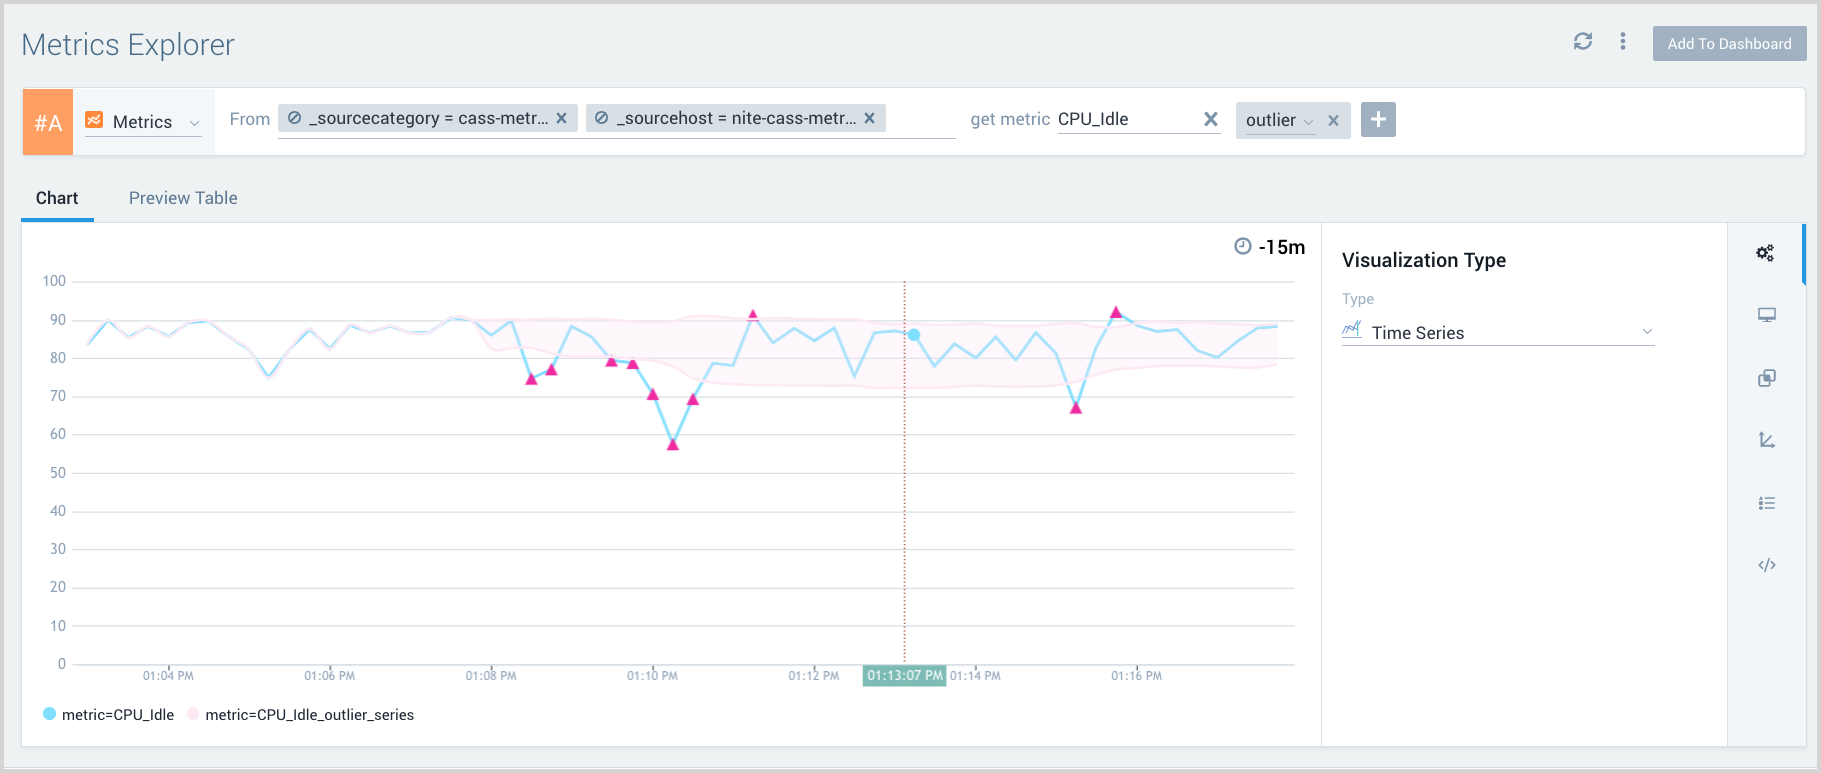 Metrics Explorer
Add To Dashboard
#A Metrics From _sourcecategory = cass-metr... _sourcehost = nite-cass-metr... get metric CPU_Idle outlier
Chart Preview Table
-15m
Visualization Type
Type
Time Series
100
90
80
70
60
50
40
30
20
10
0
01:04 PM 01:06 PM 01:08 PM 01:10 PM 01:12 PM 01:13:07 PM 01:14 PM 01:16 PM
metric=CPU_Idle metric=CPU_Idle_outlier_series